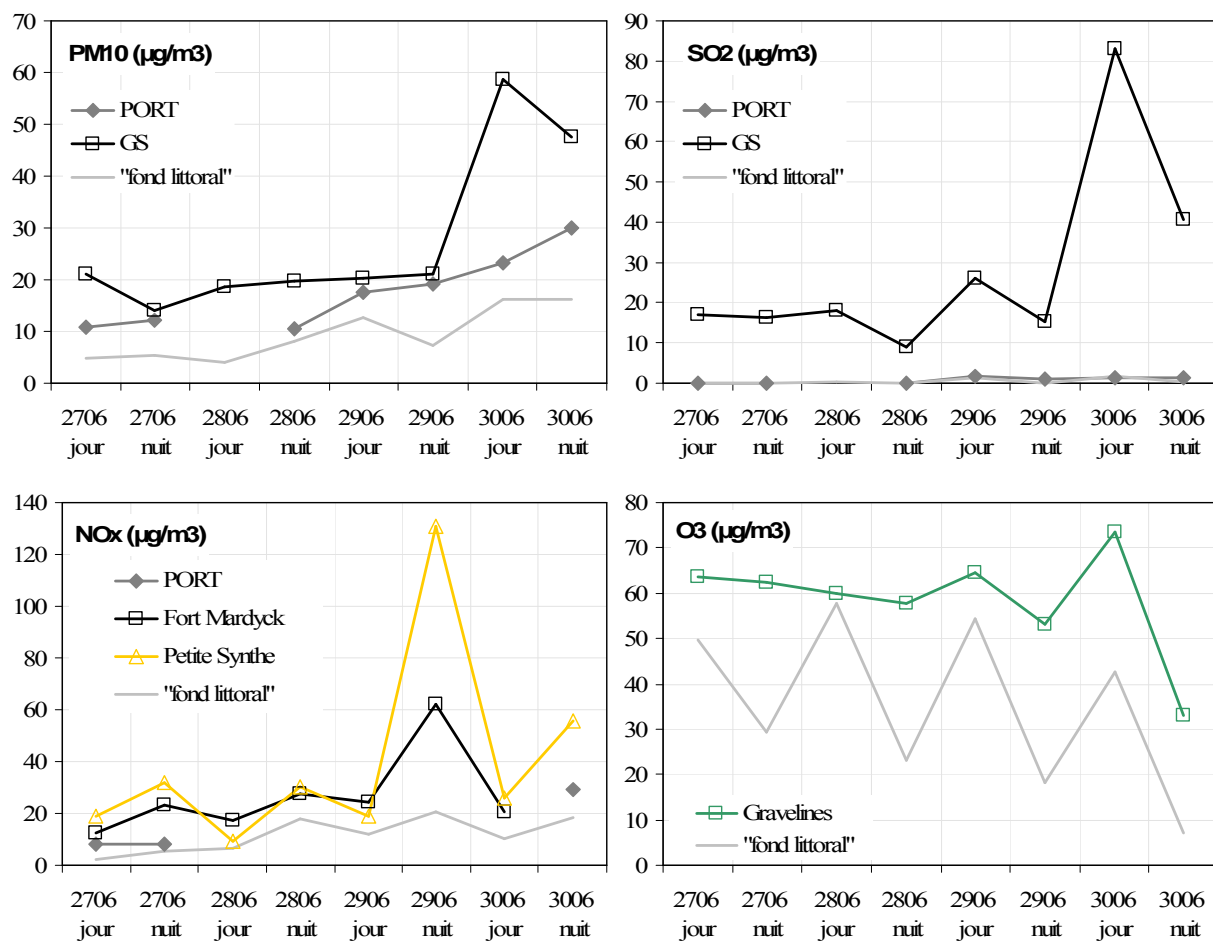 70
60
50
40
30
20
10
0
PM10 (µg/m3)
PORT
GS
"fond littoral"
2706 2706 2806 2806 2906 2906 3006 3006
jour nuit jour nuit jour nuit jour nuit
90
80
70
60
50
40
30
20
10
0
SO2 (µg/m3)
PORT
GS
"fond littoral"
2706 2706 2806 2806 2906 2906 3006 3006
jour nuit jour nuit jour nuit jour nuit
140
120
100
80
60
40
20
0
NOx (µg/m3)
PORT
Fort Mardyck
Petite Synthe
"fond littoral"
2706 2706 2806 2806 2906 2906 3006 3006
jour nuit jour nuit jour nuit jour nuit
80
70
60
50
40
30
20
10
0
O3 (µg/m3)
Gravelines
"fond littoral"
2706 2706 2806 2806 2906 2906 3006 3006
jour nuit jour nuit jour nuit jour nuit